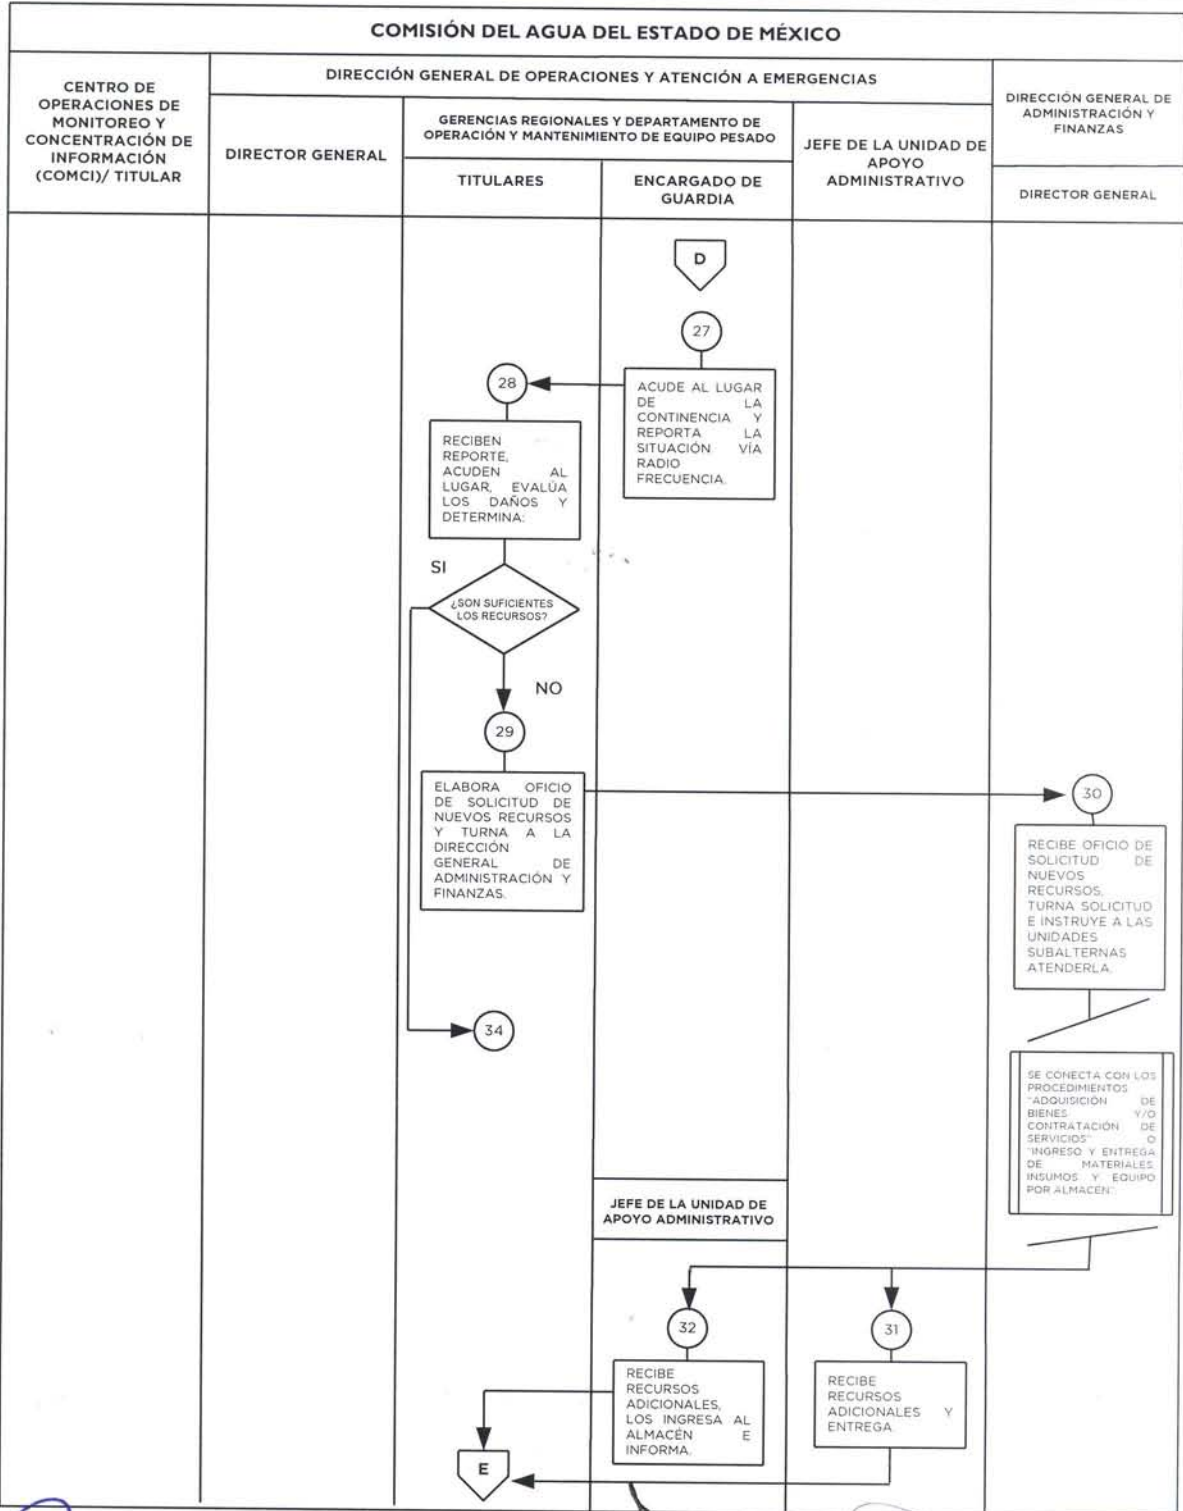 COMISIÓN DEL AGUA DEL ESTADO DE MÉXICO
CENTRO DE
OPERACIONES DE
MONITOREO Y
CONCENTRACIÓN DE
INFORMACIÓN
(COMCI)/ TITULAR
DIRECCIÓN GENERAL DE OPERACIONES Y ATENCIÓN A EMERGENCIAS
DIRECTOR GENERAL
GERENCIAS REGIONALES Y DEPARTAMENTO DE
OPERACIÓN Y MANTENIMIENTO DE EQUIPO PESADO
TITULARES
ENCARGADO DE
GUARDIA
JEFE DE LA UNIDAD DE
APOYO
ADMINISTRATIVO
DIRECCIÓN GENERAL DE
ADMINISTRACIÓN Y
FINANZAS
DIRECTOR GENERAL
D
27
ACUDE AL LUGAR
DE LA
CONTINENCIA Y
REPORTA LA
SITUACIÓN VÍA
RADIO
FRECUENCIA.
28
RECIBEN
REPORTE,
ACUDEN AL
LUGAR, EVALÚA
LOS DAÑOS Y
DETERMINA:
SI
¿SON SUFICIENTES
LOS RECURSOS?
NO
29
ELABORA OFICIO
DE SOLICITUD DE
NUEVOS RECURSOS
Y TURNA A LA
DIRECCIÓN
GENERAL DE
ADMINISTRACIÓN Y
FINANZAS.
30
RECIBE OFICIO DE
SOLICITUD DE
NUEVOS
RECURSOS,
TURNA SOLICITUD
E INSTRUYE A LAS
UNIDADES
SUBALTERNAS
ATENDERLA.
34
SE CONECTA CON LOS
PROCEDIMIENTOS
"ADQUISICIÓN DE
BIENES Y/O
CONTRATACIÓN DE
SERVICIOS" O
"INGRESO Y ENTREGA
DE MATERIALES
INSUMOS Y EQUIPO
POR ALMACÉN".
JEFE DE LA UNIDAD DE
APOYO ADMINISTRATIVO
32
RECIBE
RECURSOS
ADICIONALES,
LOS INGRESA AL
ALMACÉN E
INFORMA.
31
RECIBE
RECURSOS
ADICIONALES Y
ENTREGA
E